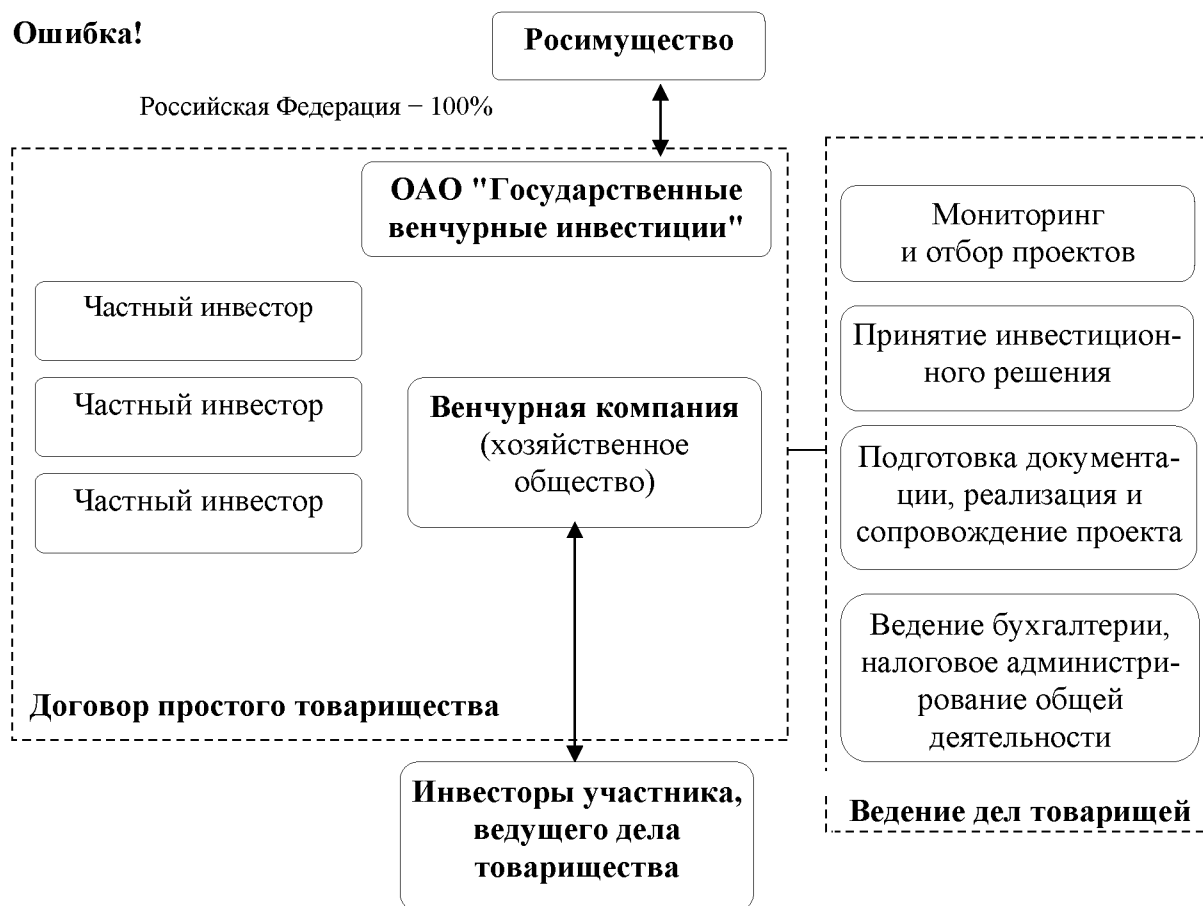 Ошибка!
Росимущество
Российская Федерация − 100%
ОАО "Государственные
венчурные инвестиции"
Частный инвестор
Частный инвестор
Частный инвестор
Венчурная компания
(хозяйственное
общество)
Договор простого товарищества
Инвесторы участника,
ведущего дела
товарищества
Мониторинг
и отбор проектов
Принятие инвестицион-
ного решения
Подготовка документа-
ции, реализация и
сопровождение проекта
Ведение бухгалтерии,
налоговое администри-
рование общей
деятельности
Ведение дел товарищей